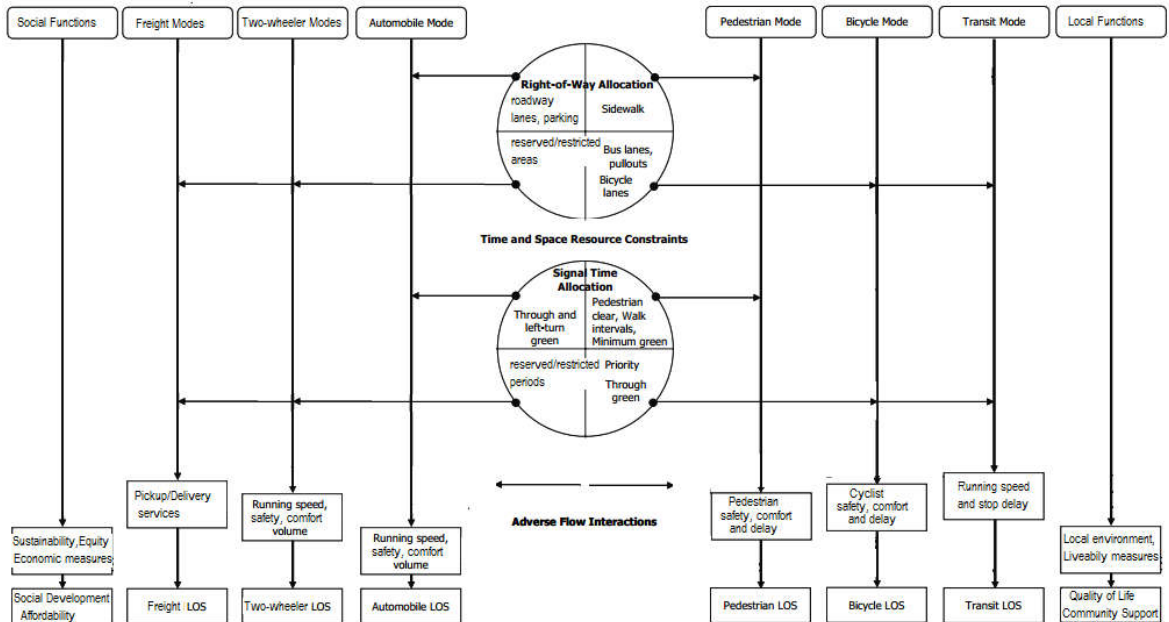 Social Functions
Freight Modes
Two-wheeler Modes
Automobile Mode
Pedestrian Mode
Bicycle Mode
Transit Mode
Local Functions
Right-of-Way Allocation
roadway
lanes, parking
Sidewalk
reserved/restricted
areas
Bus lanes,
pullouts
Bicycle
lanes
Time and Space Resource Constraints
Signal Time
Allocation
Through and
left-turn
green
Pedestrian
clear, Walk
intervals,
Minimum green
reserved/restricted
periods
Priority
Through
green
Adverse Flow Interactions
Sustainability,Equity
Economic measures
Pickup/Delivery
services
Running speed,
safety, comfort
volume
Running speed,
safety, comfort
volume
Pedestrian
safety, comfort
and delay
Cyclist
safety, comfort
and delay
Running speed
and stop delay
Local environment,
Liveabily measures
Social Development
Affordability
Freight LOS
Two-wheeler LOS
Automobile LOS
Pedestrian LOS
Bicycle LOS
Transit LOS
Quality of Life
Community Support